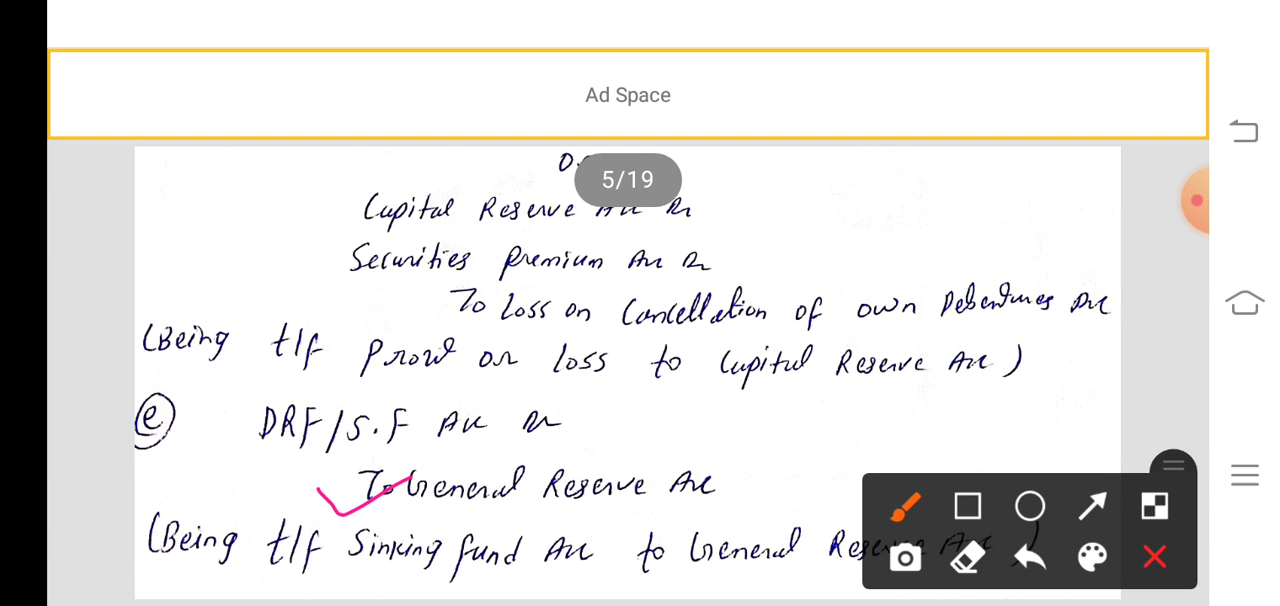 Ad Space
5/19
Capital Reserve A/c Dr
Securities Premium A/c Dr
To Loss on Cancellation of own Debentures A/c
(Being t/f Profit or loss to Capital Reserve A/c)
(e) DRF/S.F A/c Dr
To General Reserve A/c
(Being t/f Sinking fund A/c to General Reserve A/c)